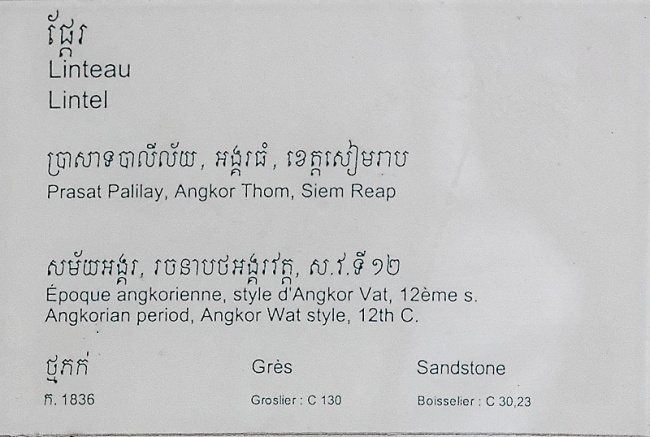 ផ្ដែរ
Linteau
Lintel
ប្រាសាទបាលីល័យ, អង្គរធំ, ខេត្តសៀមរាប
Prasat Palilay, Angkor Thom, Siem Reap
សម័យអង្គរ, រចនាបថអង្គរវត្ត, ស.វ.ទី ១២
Époque angkorienne, style d'Angkor Vat, 12ème s.
Angkorian period, Angkor Wat style, 12th C.
ថ្មភក់ Grès Sandstone
ក. 1836 Groslier : C 130 Boisselier : C 30,23